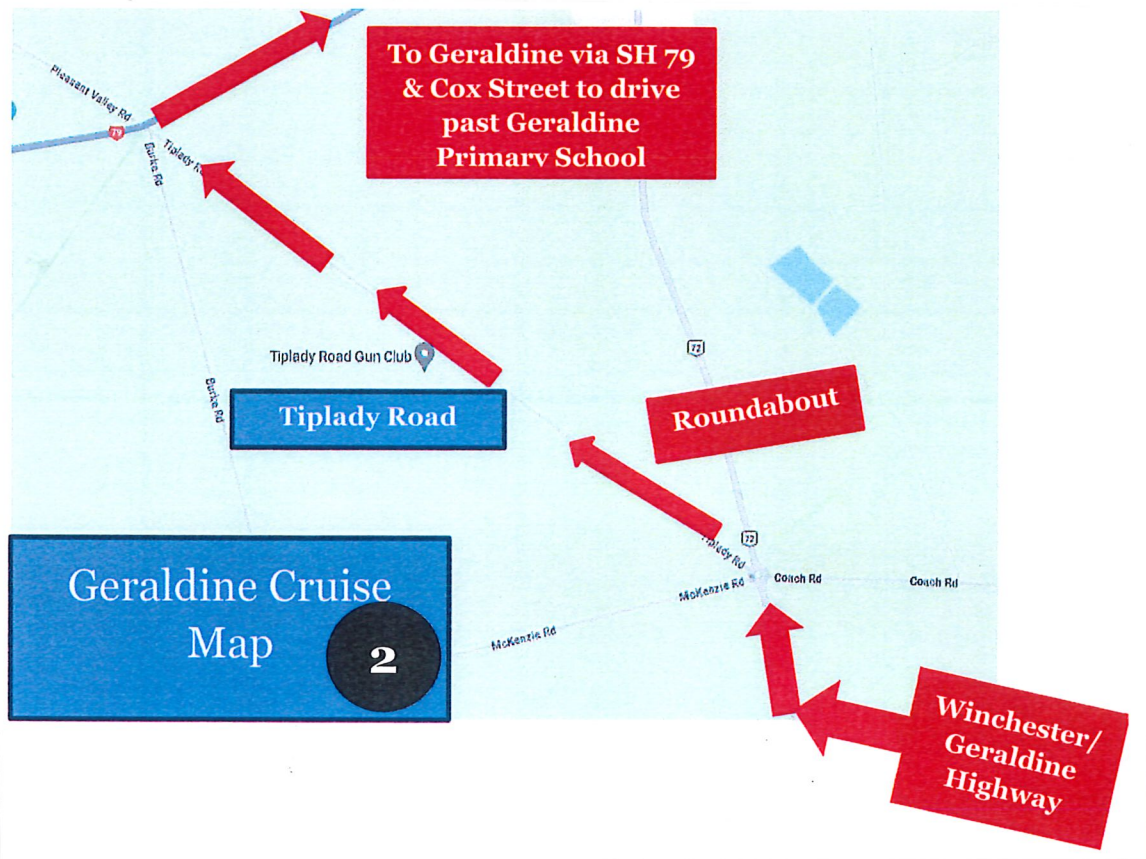 To Geraldine via SH 79
& Cox Street to drive
past Geraldine
Primary School
Pleasant Valley Rd
79
Tiplady R
Burke Rd
72
Tiplady Road Gun Club
Burke Rd
Roundabout
Tiplady Road
72
Tiplady Rd
Coach Rd
Coach Rd
McKenzie Rd
McKenzie Rd
Geraldine Cruise
Map
2
Winchester/
Geraldine
Highway